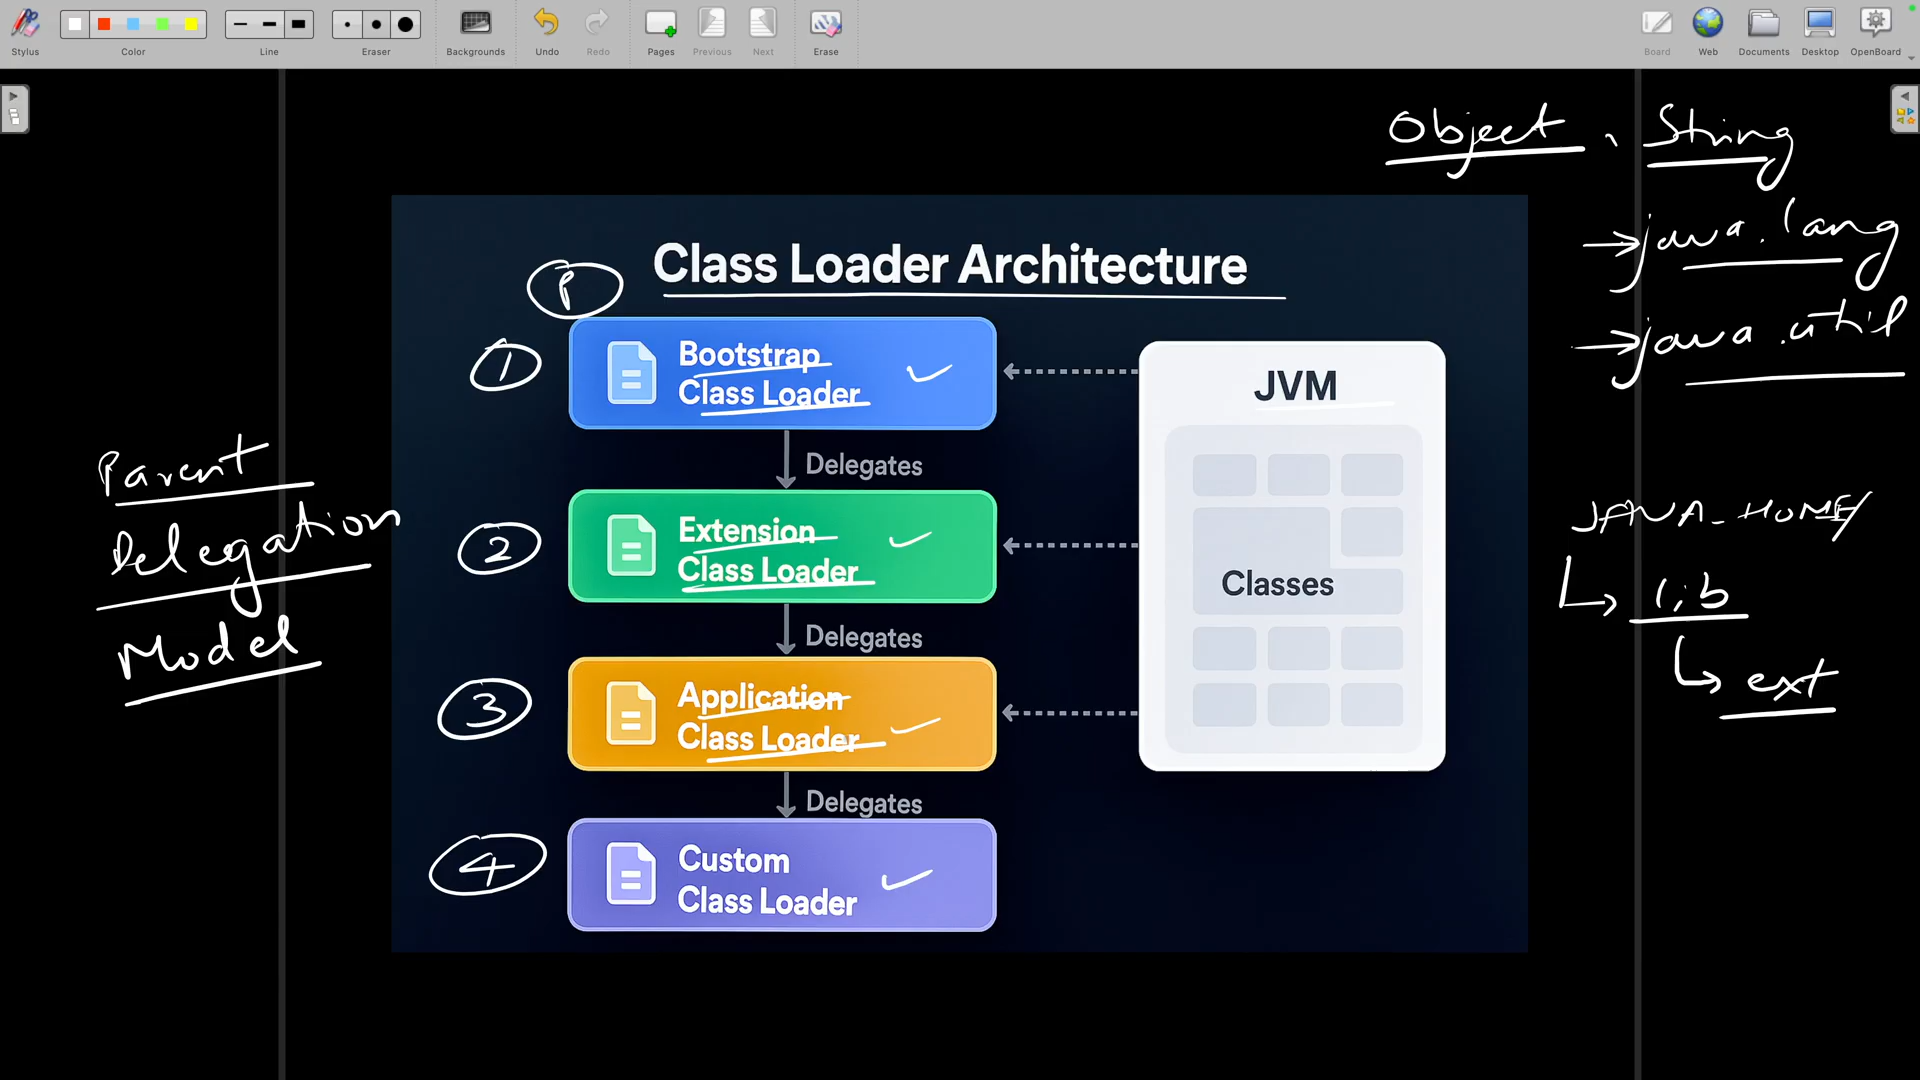 Stylus
Color
Line
Eraser
Backgrounds
Undo
Redo
Pages
Previous
Next
Erase
Board
Web
Documents
Desktop
OpenBoard
Object, String
→ java.lang
→ java.util
Class Loader Architecture
P
1
Bootstrap
Class Loader
Delegates
2
Extension
Class Loader
Delegates
3
Application
Class Loader
Delegates
4
Custom
Class Loader
JVM
Classes
Parent
Delegation
Model
JAVA_HOME/
lib
ext